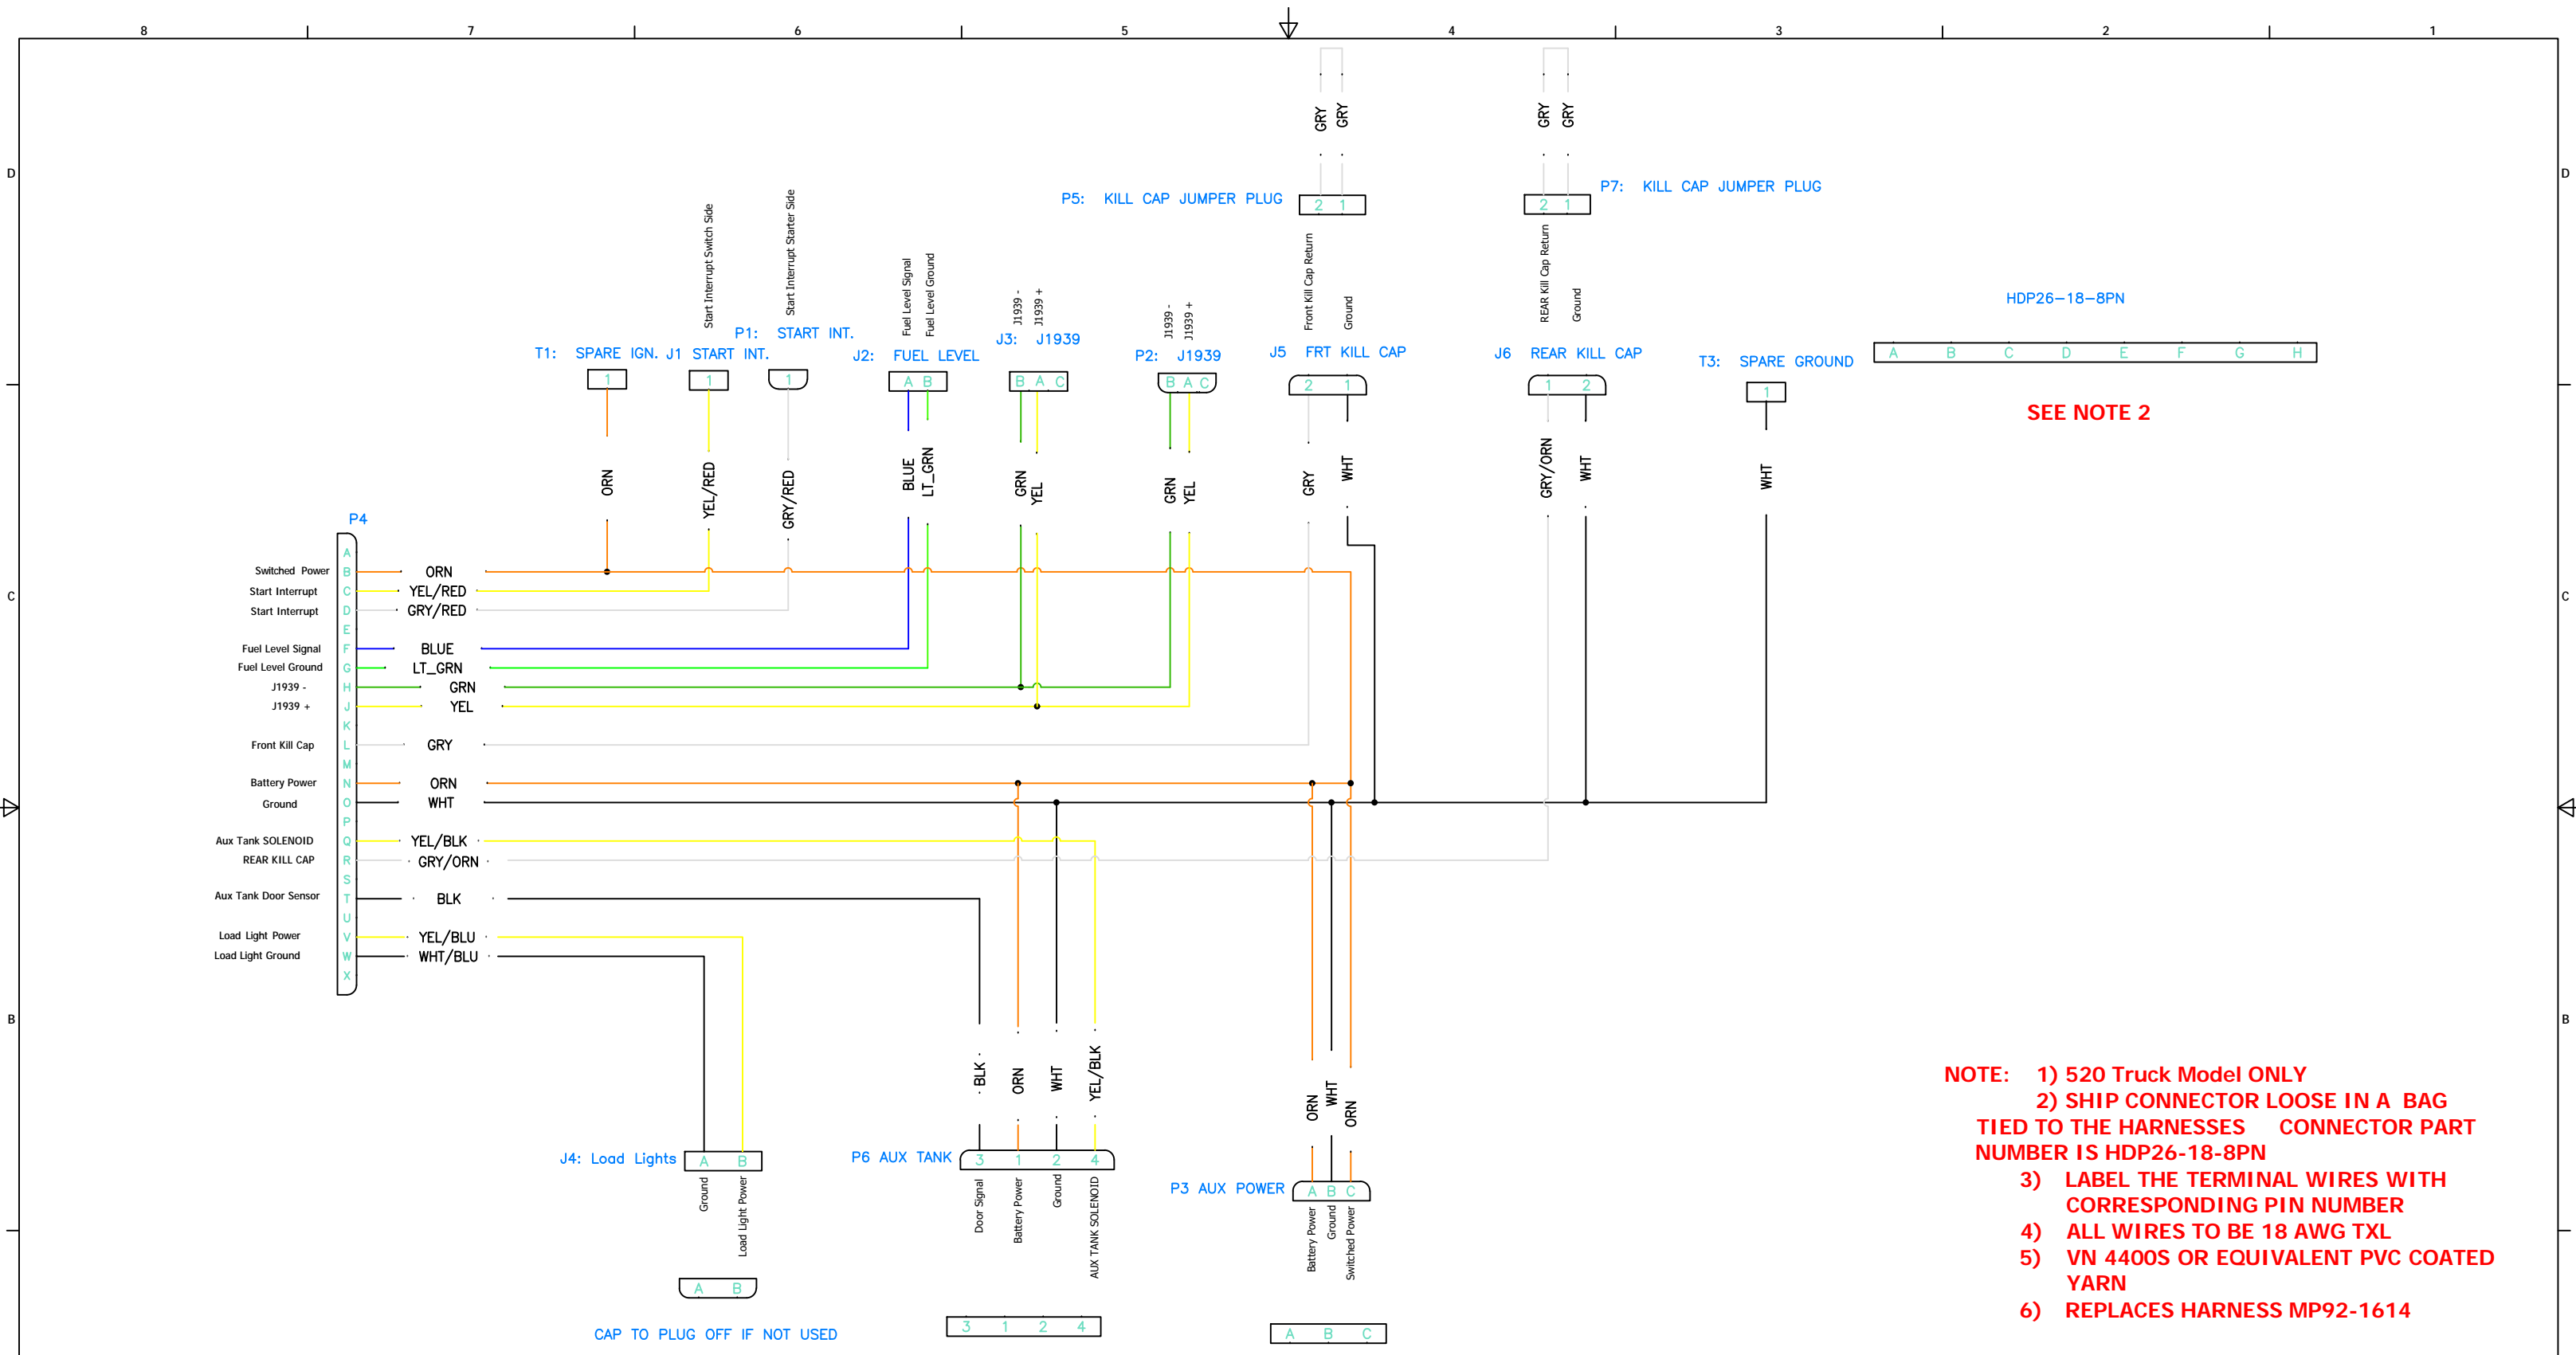 8 7 6 5 4 3 2 1
D
D
C
C
B
B
GRY
GRY
GRY
GRY
P5: KILL CAP JUMPER PLUG
2 1
P7: KILL CAP JUMPER PLUG
2 1
Start Interrupt Switch Side
Start Interrupt Starter Side
Fuel Level Signal
Fuel Level Ground
J1939 -
J1939 +
J1939 -
J1939 +
Front Kill Cap Return
Ground
REAR Kill Cap Return
Ground
T1: SPARE IGN.
J1 START INT.
P1: START INT.
J2: FUEL LEVEL
J3: J1939
P2: J1939
J5 FRT KILL CAP
J6 REAR KILL CAP
T3: SPARE GROUND
HDP26-18-8PN
1
1
1
A B
B A C
B A C
2 1
1 2
1
A B C D E F G H
SEE NOTE 2
ORN
YEL/RED
GRY/RED
BLUE
LT_GRN
GRN
YEL
GRN
YEL
GRY
WHT
GRY/ORN
WHT
WHT
P4
A
Switched Power B ORN
Start Interrupt C YEL/RED
Start Interrupt D GRY/RED
E
Fuel Level Signal F BLUE
Fuel Level Ground G LT_GRN
J1939 - H GRN
J1939 + J YEL
K
Front Kill Cap L GRY
M
Battery Power N ORN
Ground O WHT
P
Aux Tank SOLENOID Q YEL/BLK
REAR KILL CAP R GRY/ORN
S
Aux Tank Door Sensor T BLK
U
Load Light Power V YEL/BLU
Load Light Ground W WHT/BLU
X
BLK
ORN
WHT
YEL/BLK
ORN
WHT
ORN
J4: Load Lights
A B
Ground
Load Light Power
A B
CAP TO PLUG OFF IF NOT USED
P6 AUX TANK
3 1 2 4
Door Signal
Battery Power
Ground
AUX TANK SOLENOID
3 1 2 4
P3 AUX POWER
A B C
Battery Power
Ground
Switched Power
A B C
NOTE: 1) 520 Truck Model ONLY
2) SHIP CONNECTOR LOOSE IN A BAG
TIED TO THE HARNESSES CONNECTOR PART
NUMBER IS HDP26-18-8PN
3) LABEL THE TERMINAL WIRES WITH
CORRESPONDING PIN NUMBER
4) ALL WIRES TO BE 18 AWG TXL
5) VN 4400S OR EQUIVALENT PVC COATED
YARN
6) REPLACES HARNESS MP92-1614